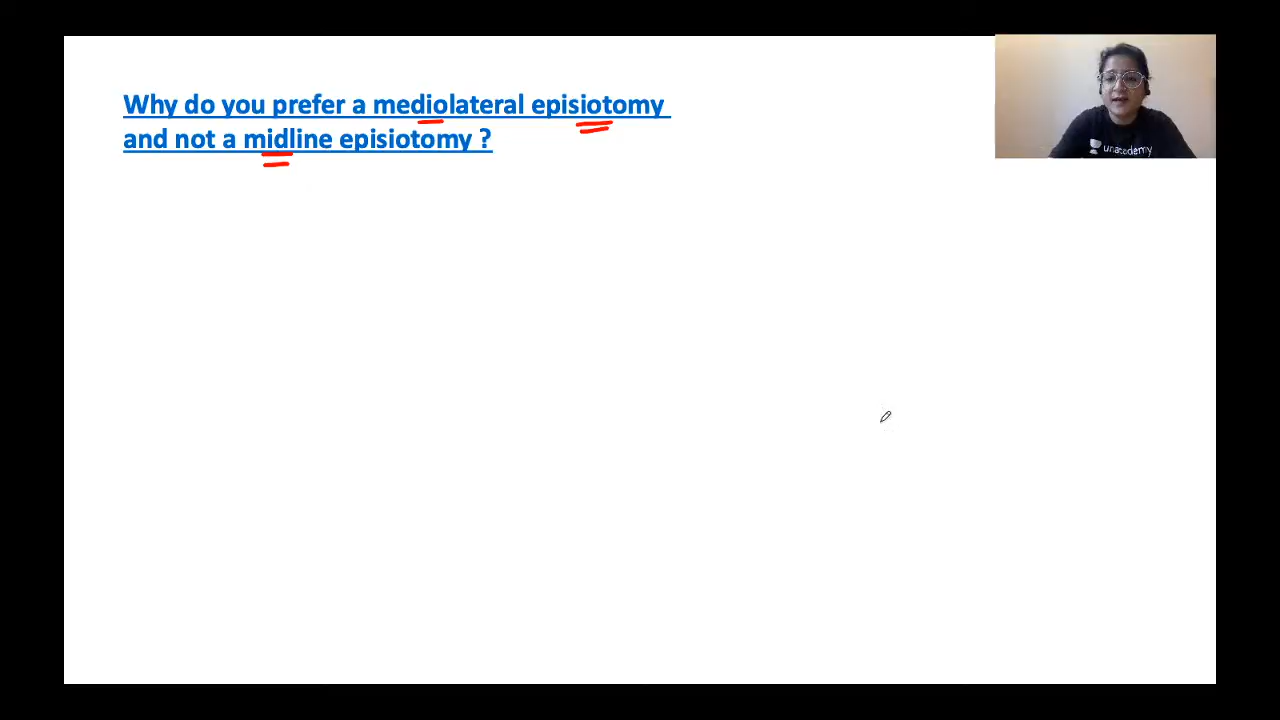 Why do you prefer a mediolateral episiotomy
and not a midline episiotomy ?
unacademy